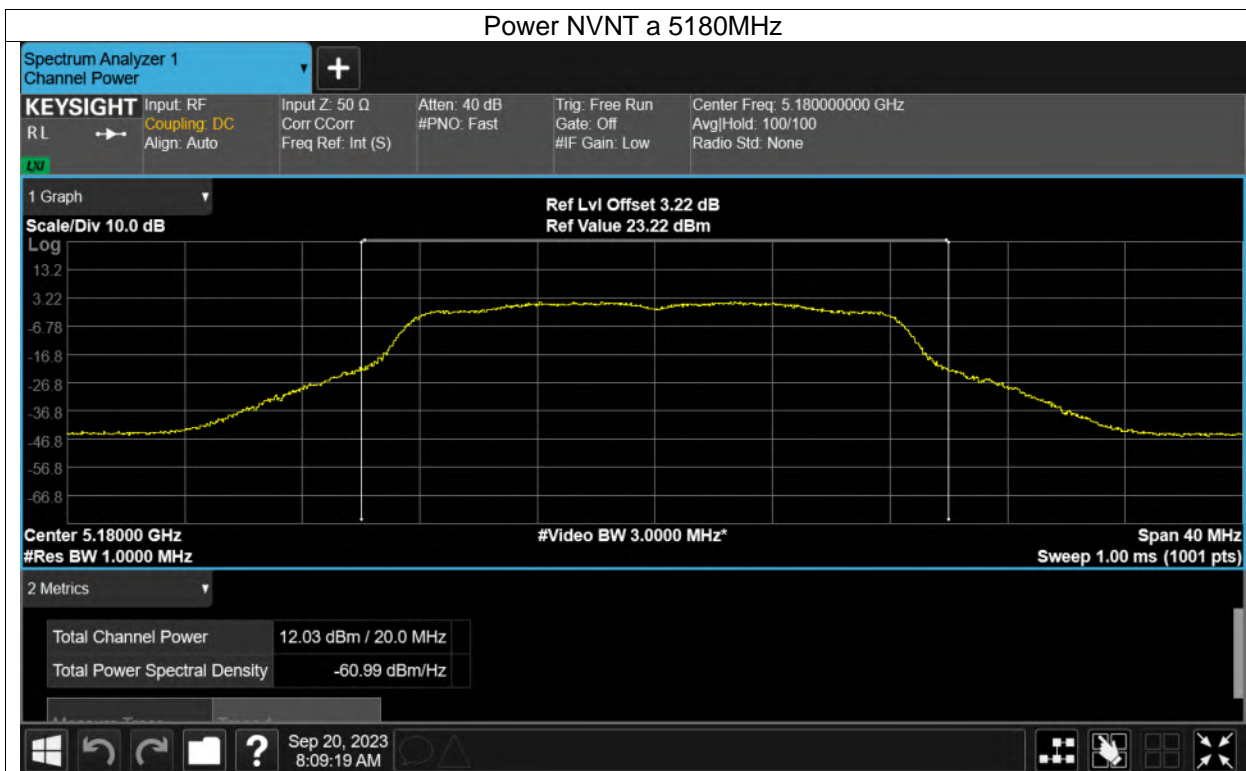 Power NVNT a 5180MHz
Spectrum Analyzer 1
Channel Power
+
KEYSIGHT
RL
LXI
Input: RF
Coupling: DC
Align: Auto
Input Z: 50 Ω
Corr CCorr
Freq Ref: Int (S)
Atten: 40 dB
#PNO: Fast
Trig: Free Run
Gate: Off
#IF Gain: Low
Center Freq: 5.180000000 GHz
Avg|Hold: 100/100
Radio Std: None
1 Graph
Scale/Div 10.0 dB
Ref Lvl Offset 3.22 dB
Ref Value 23.22 dBm
Log
13.2
3.22
-6.78
-16.8
-26.8
-36.8
-46.8
-56.8
-66.8
Center 5.18000 GHz
#Res BW 1.0000 MHz
#Video BW 3.0000 MHz*
Span 40 MHz
Sweep 1.00 ms (1001 pts)
2 Metrics
Total Channel Power 12.03 dBm / 20.0 MHz
Total Power Spectral Density -60.99 dBm/Hz
?
Sep 20, 2023
8:09:19 AM